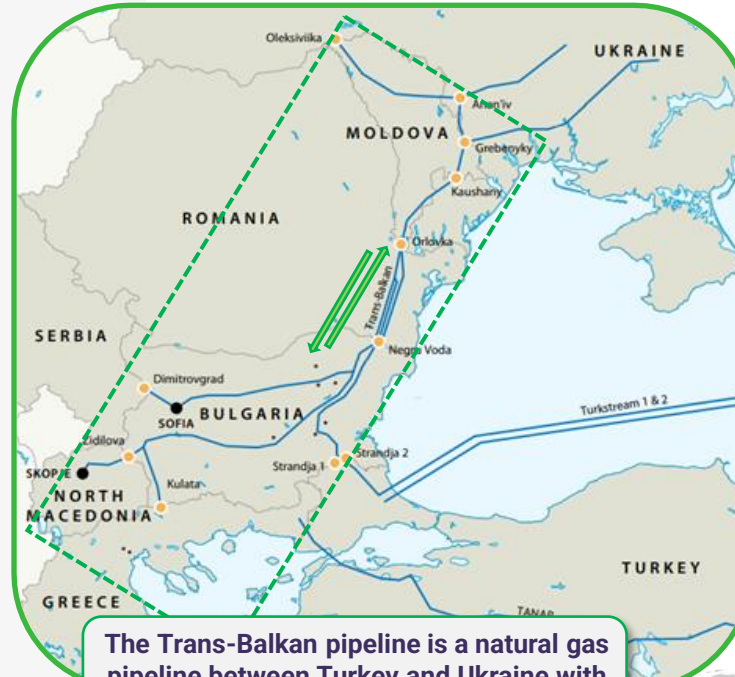 Oleksiviika
UKRAINE
Anan'iv
MOLDOVA
Grebenyky
Kaushany
ROMANIA
Orlovka
Trans-Balkan
SERBIA
Negru Voda
Dimitrovgrad
Turkstream 1 & 2
SOFIA
BULGARIA
Zidilova
Strandja 2
Strandja 1
SKOPJE
Kulata
NORTH
MACEDONIA
TURKEY
GREECE
TANAP
The Trans-Balkan pipeline is a natural gas
pipeline between Turkey and Ukraine with